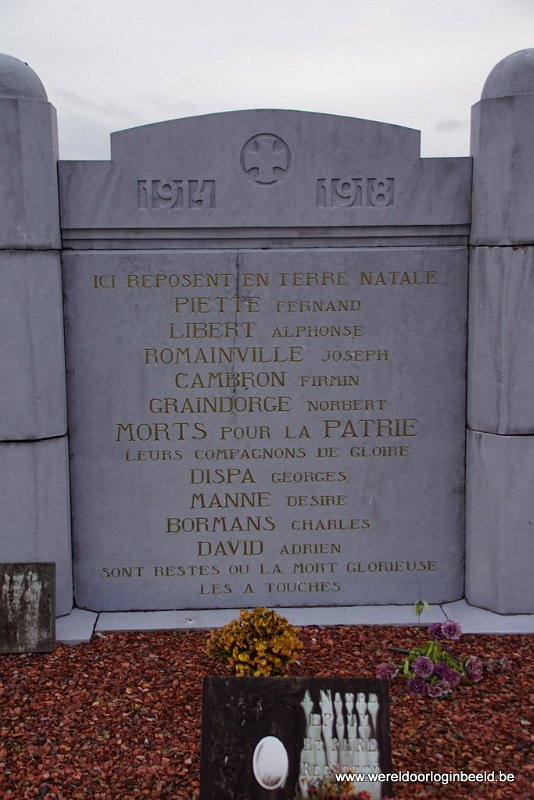 1914 1918
ICI REPOSENT EN TERRE NATALE
PIETTE FERNAND
LIBERT ALPHONSE
ROMAINVILLE JOSEPH
CAMBRON FIRMIN
GRAINDORGE NORBERT
MORTS POUR LA PATRIE
LEURS COMPAGNONS DE GLOIRE
DISPA GEORGES
MANNE DESIRE
BORMANS CHARLES
DAVID ADRIEN
SONT RESTES OU LA MORT GLORIEUSE
LES A TOUCHES
ET PÈRE
www.wereldoorloginbeeld.be